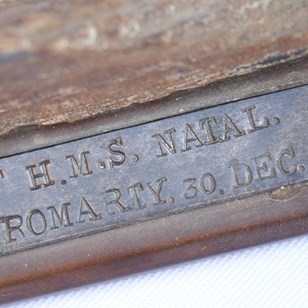 H.M.S. NATAL.
ROMARTY. 30. DEC.